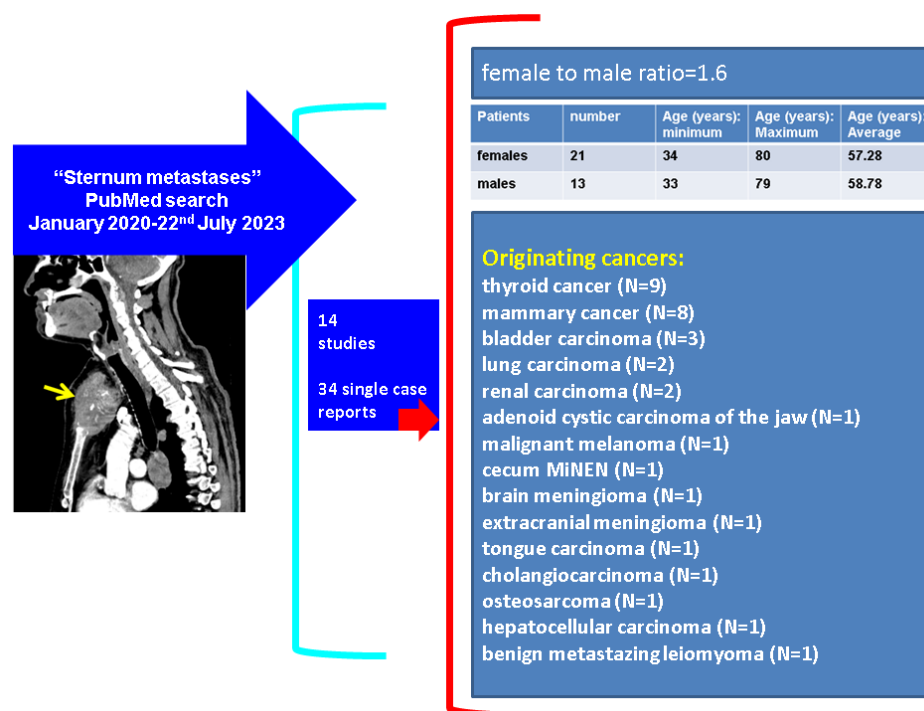 “Sternum metastases”
PubMed search
January 2020-22nd July 2023
14
studies
34 single case
reports
female to male ratio=1.6
Patients number Age (years): minimum Age (years): Maximum Age (years): Average
females 21 34 80 57.28
males 13 33 79 58.78
Originating cancers:
thyroid cancer (N=9)
mammary cancer (N=8)
bladder carcinoma (N=3)
lung carcinoma (N=2)
renal carcinoma (N=2)
adenoid cystic carcinoma of the jaw (N=1)
malignant melanoma (N=1)
cecum MiNEN (N=1)
brain meningioma (N=1)
extracranial meningioma (N=1)
tongue carcinoma (N=1)
cholangiocarcinoma (N=1)
osteosarcoma (N=1)
hepatocellular carcinoma (N=1)
benign metastazing leiomyoma (N=1)